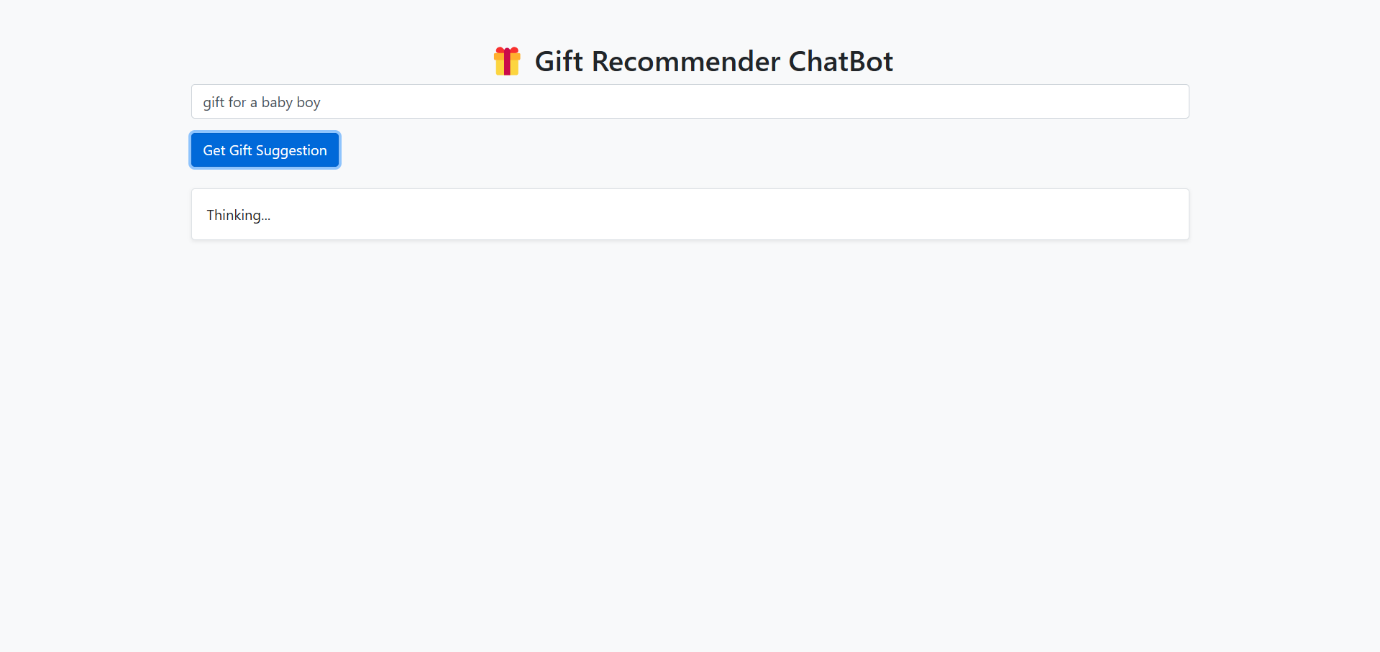 🎁 Gift Recommender ChatBot
gift for a baby boy
Get Gift Suggestion
Thinking...